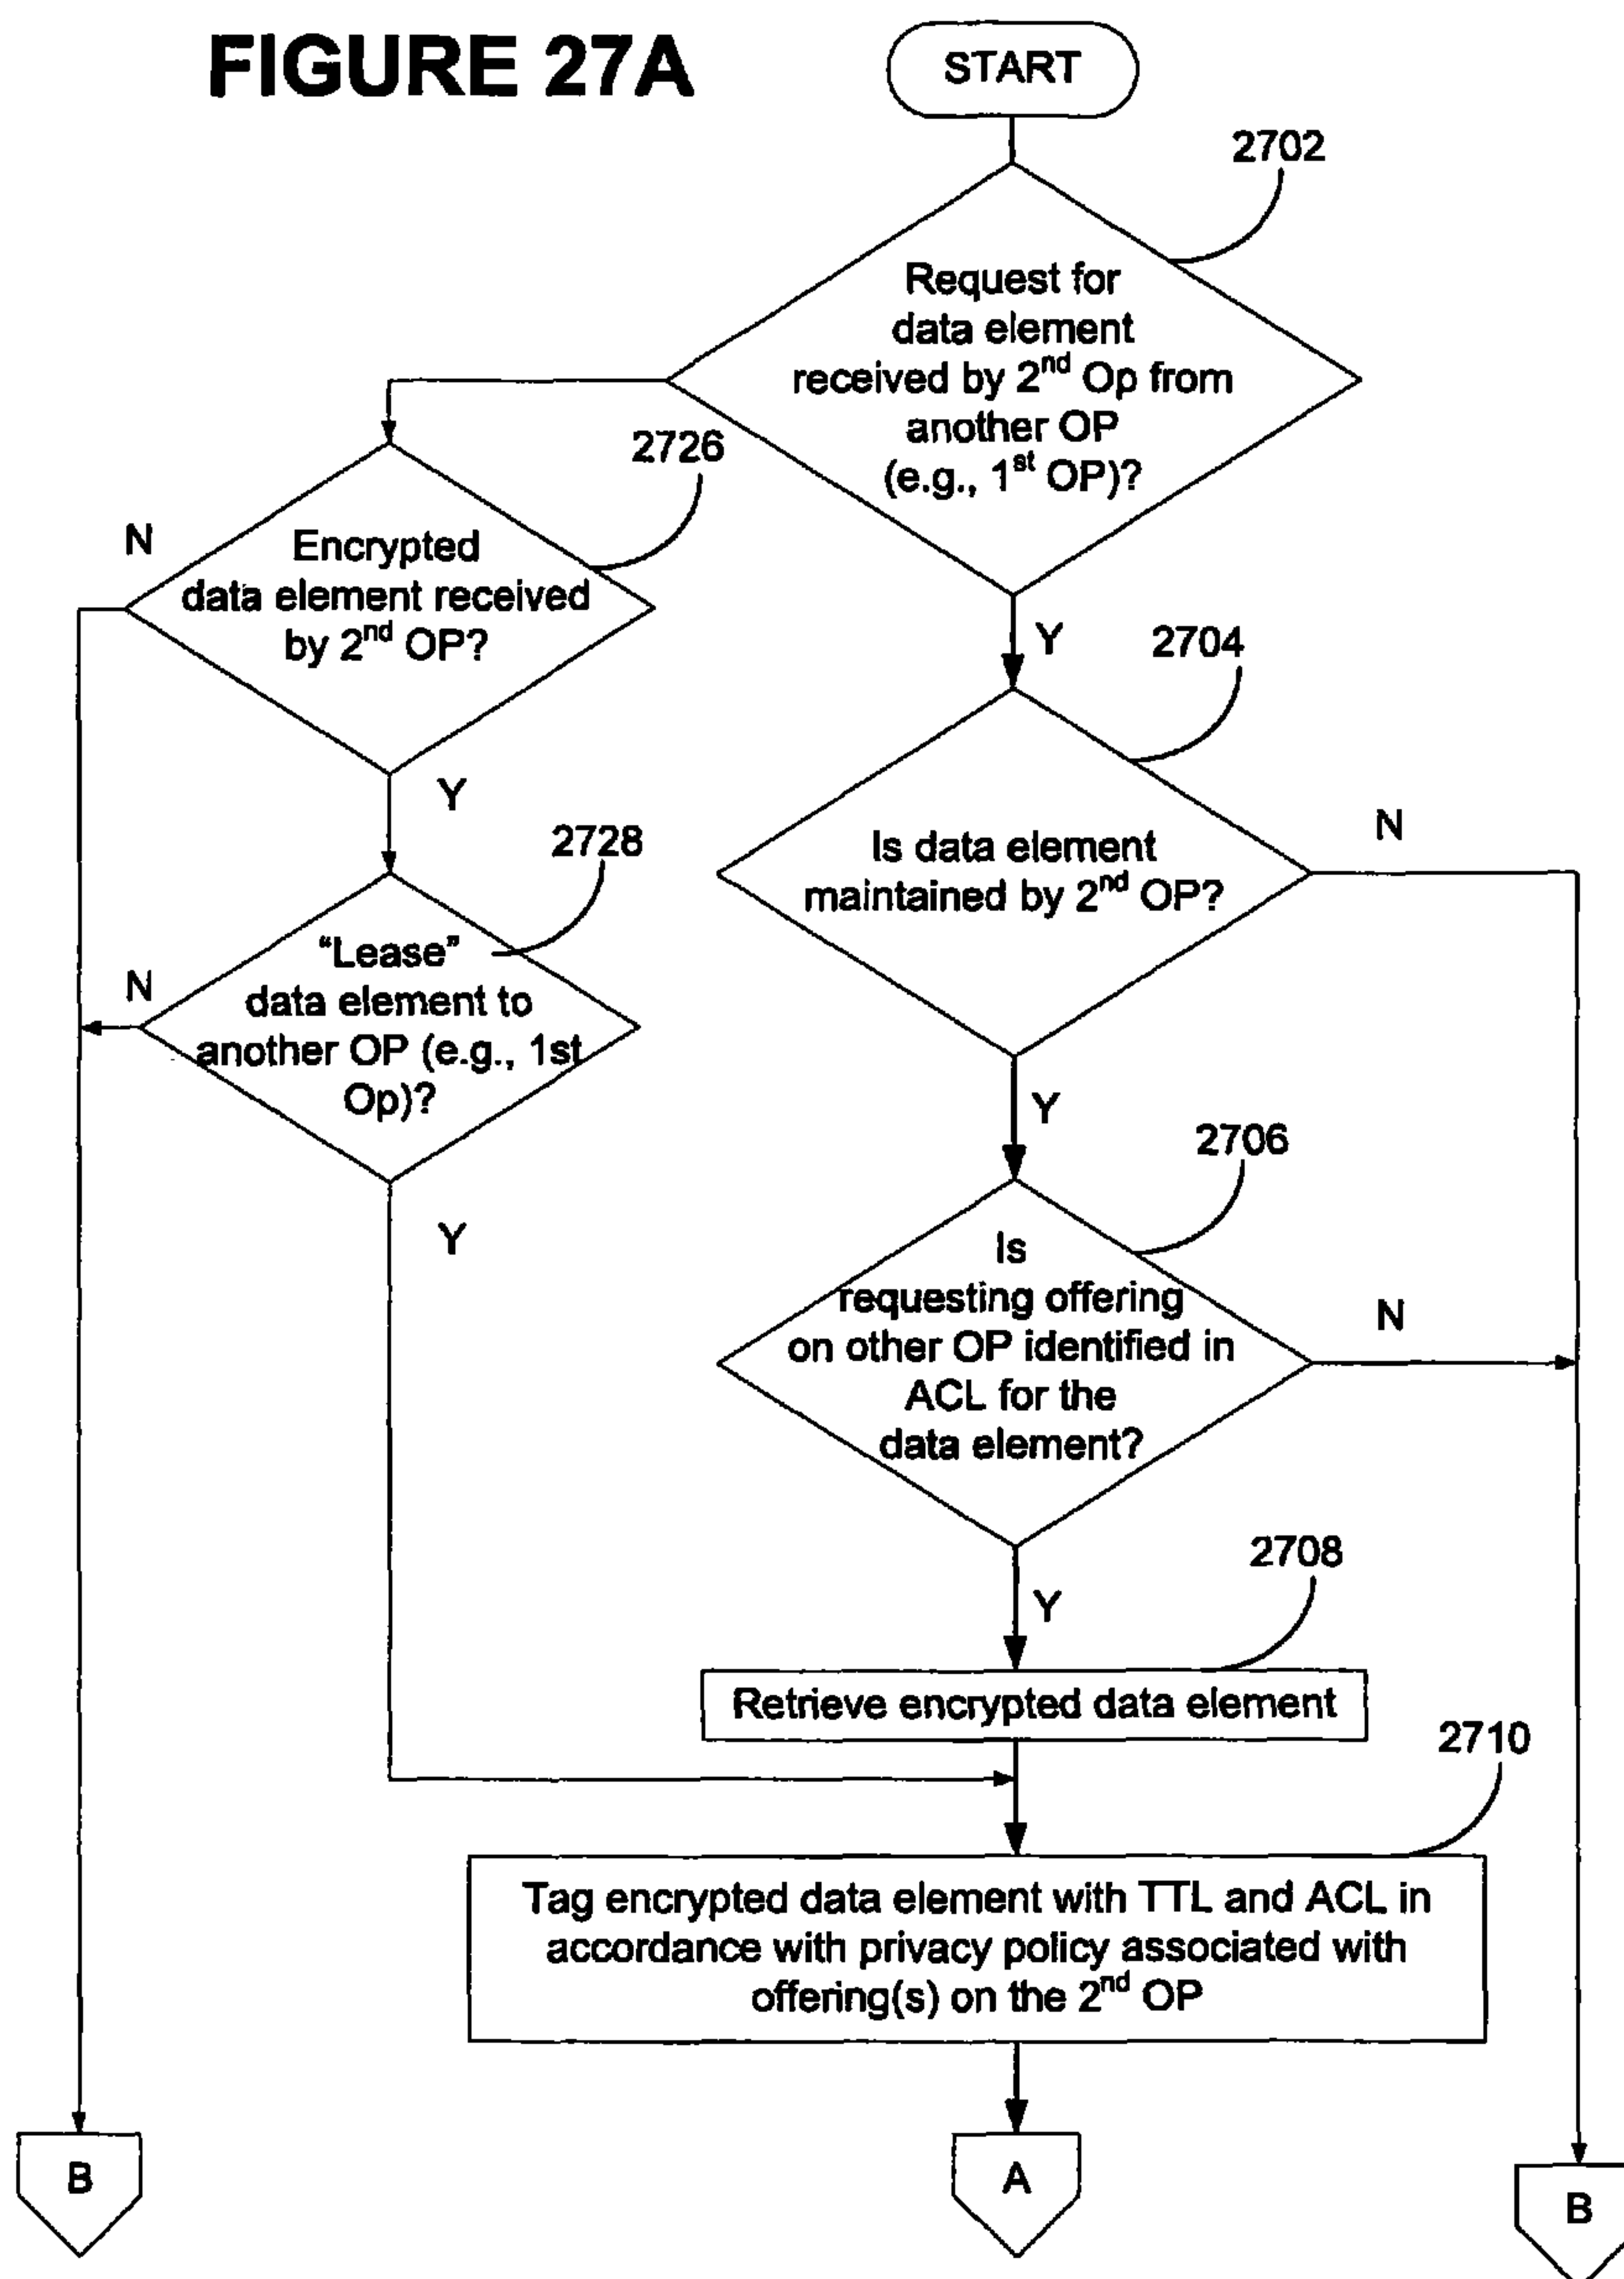 FIGURE 27A
START
2702
Request for
data element
received by 2nd Op from
another OP
(e.g., 1st OP)?
2726
N
Encrypted
data element received
by 2nd OP?
Y
2704
Y
Is data element
maintained by 2nd OP?
N
2728
"Lease"
data element to
another OP (e.g., 1st
Op)?
N
Y
Y
2706
Is
requesting offering
on other OP identified in
ACL for the
data element?
N
2708
Y
Retrieve encrypted data element
2710
Tag encrypted data element with TTL and ACL in
accordance with privacy policy associated with
offering(s) on the 2nd OP
B
A
B